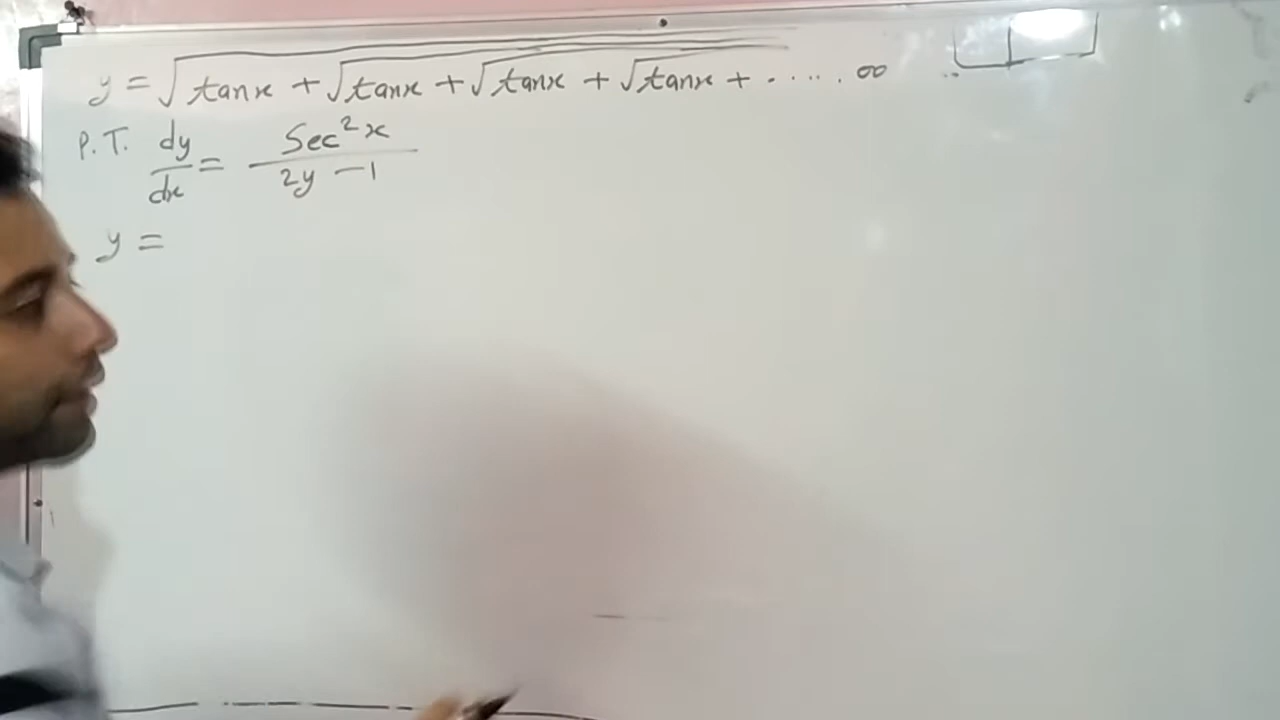 y = √tanx + √tanx + √tanx + √tanx + ..... ∞
P.T. dy/dx = Sec²x / 2y - 1
y =